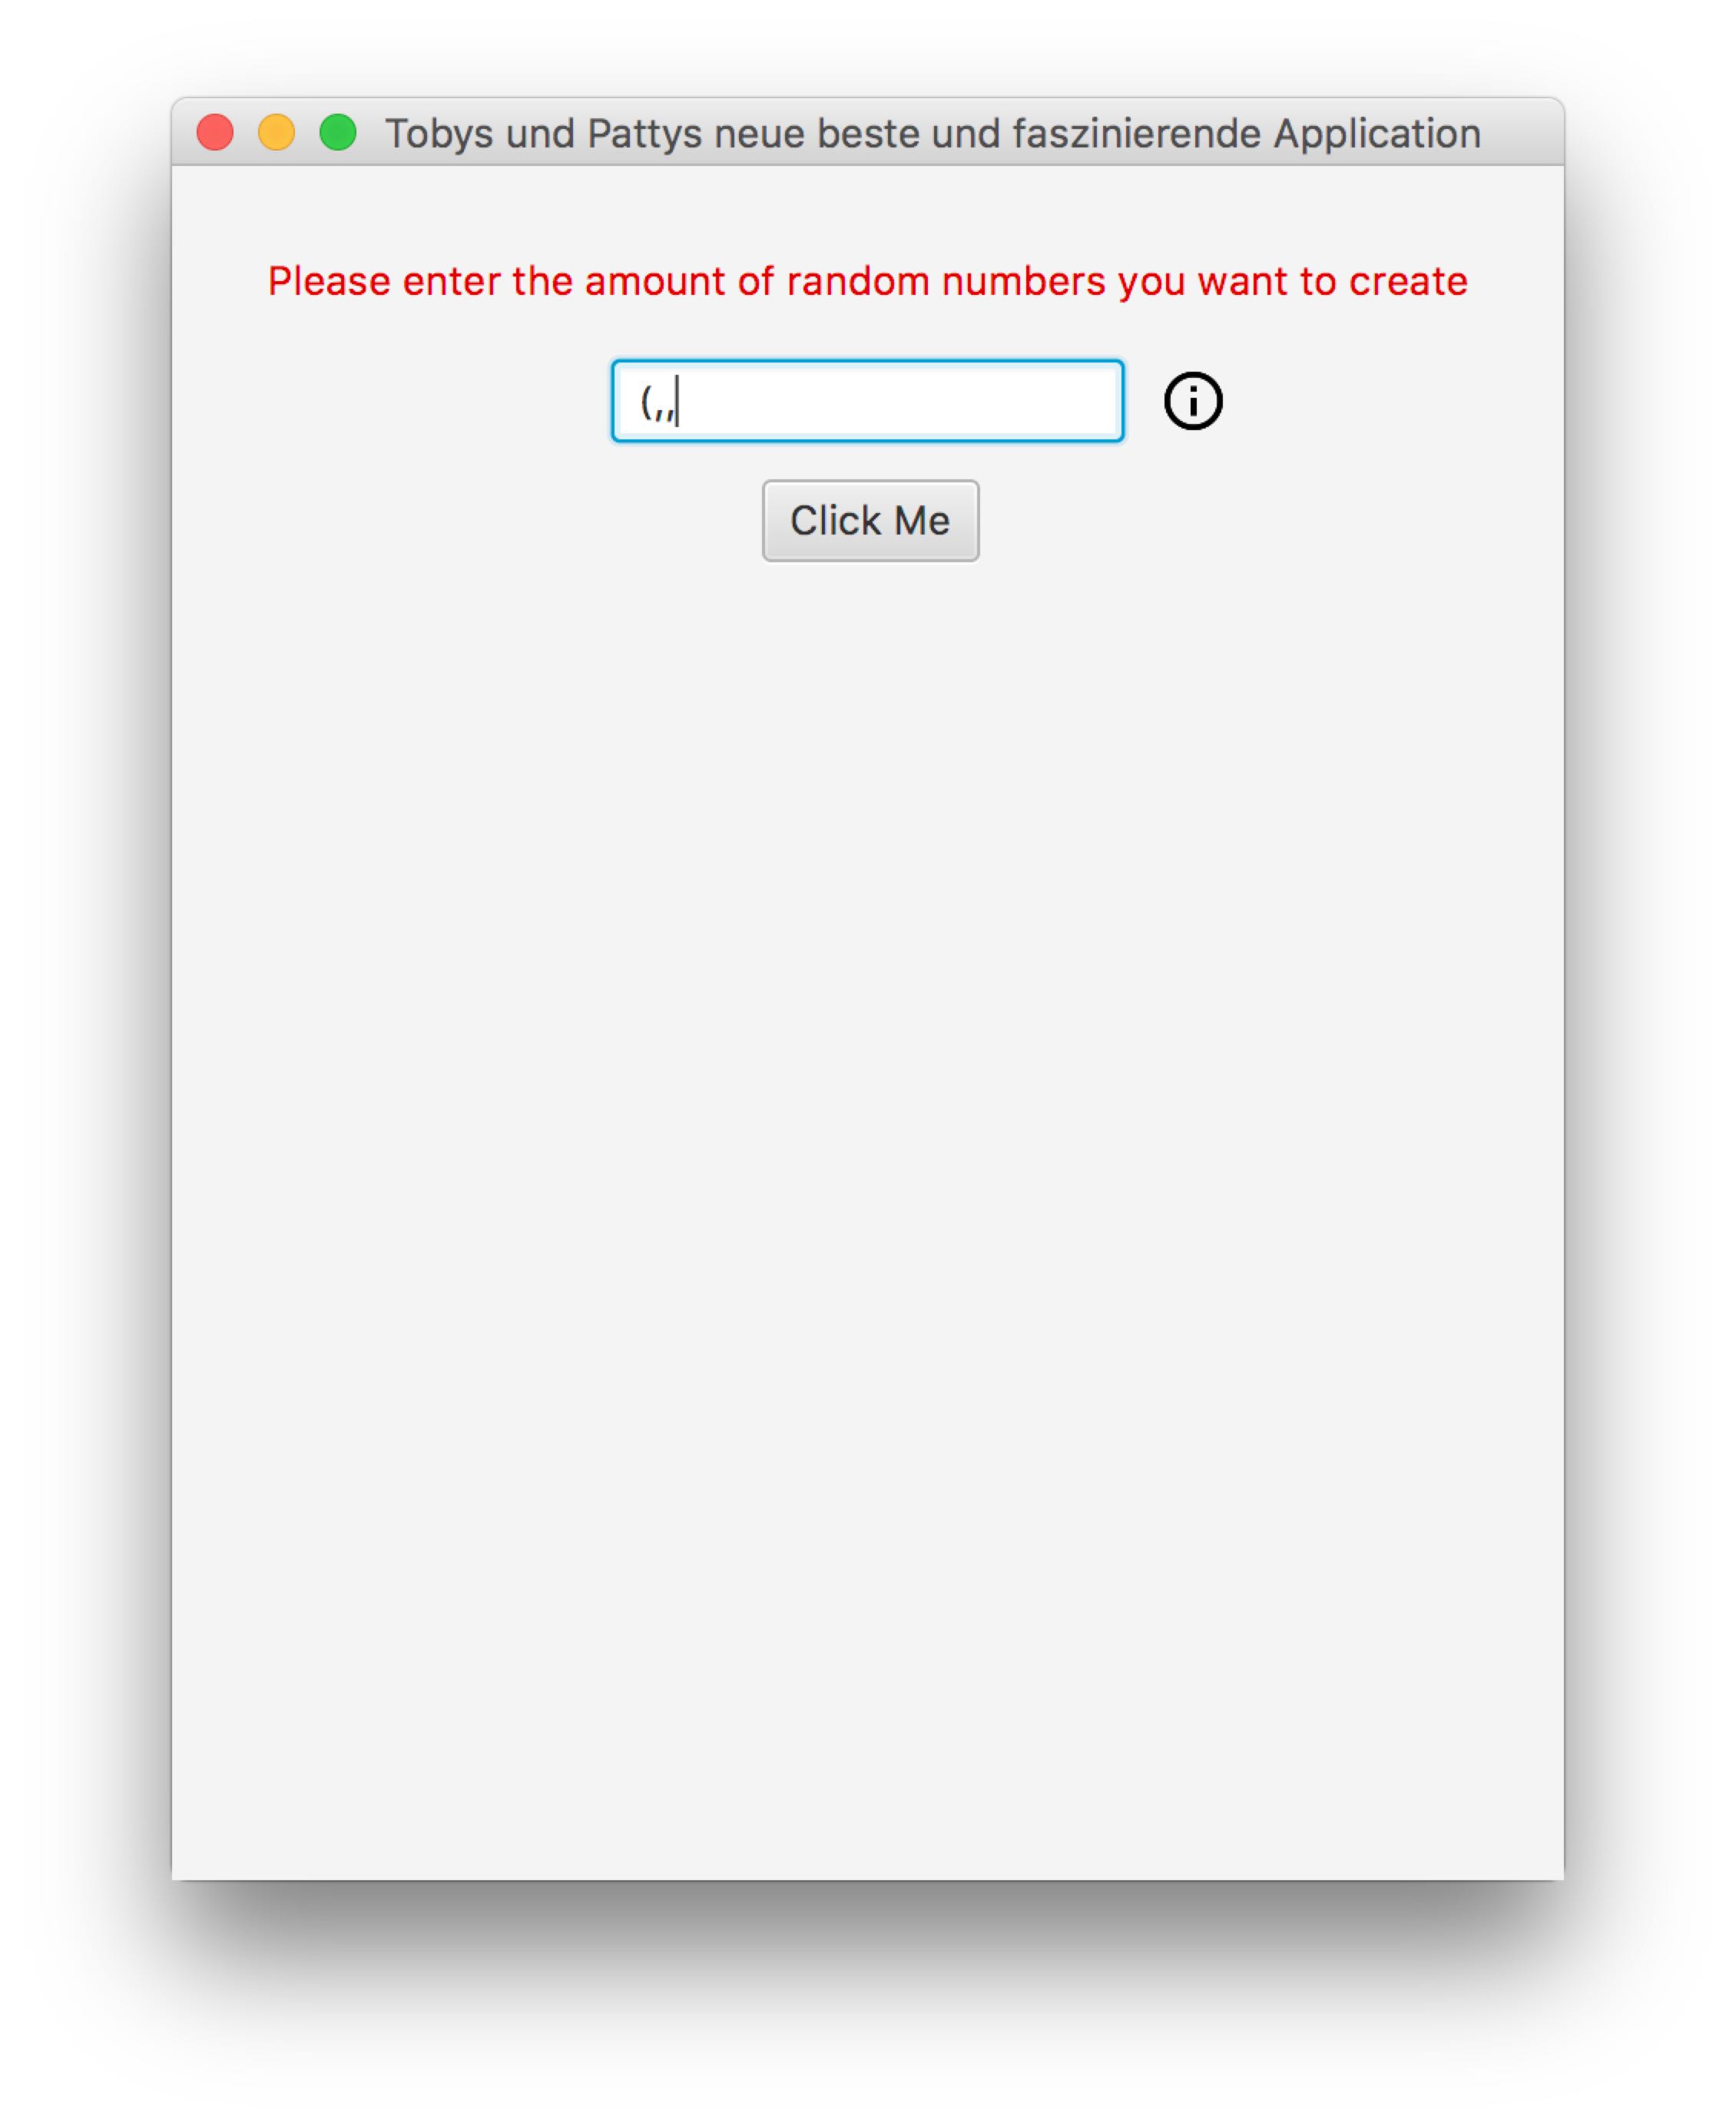 Tobys und Pattys neue beste und faszinierende Application
Please enter the amount of random numbers you want to create
(,,
Click Me